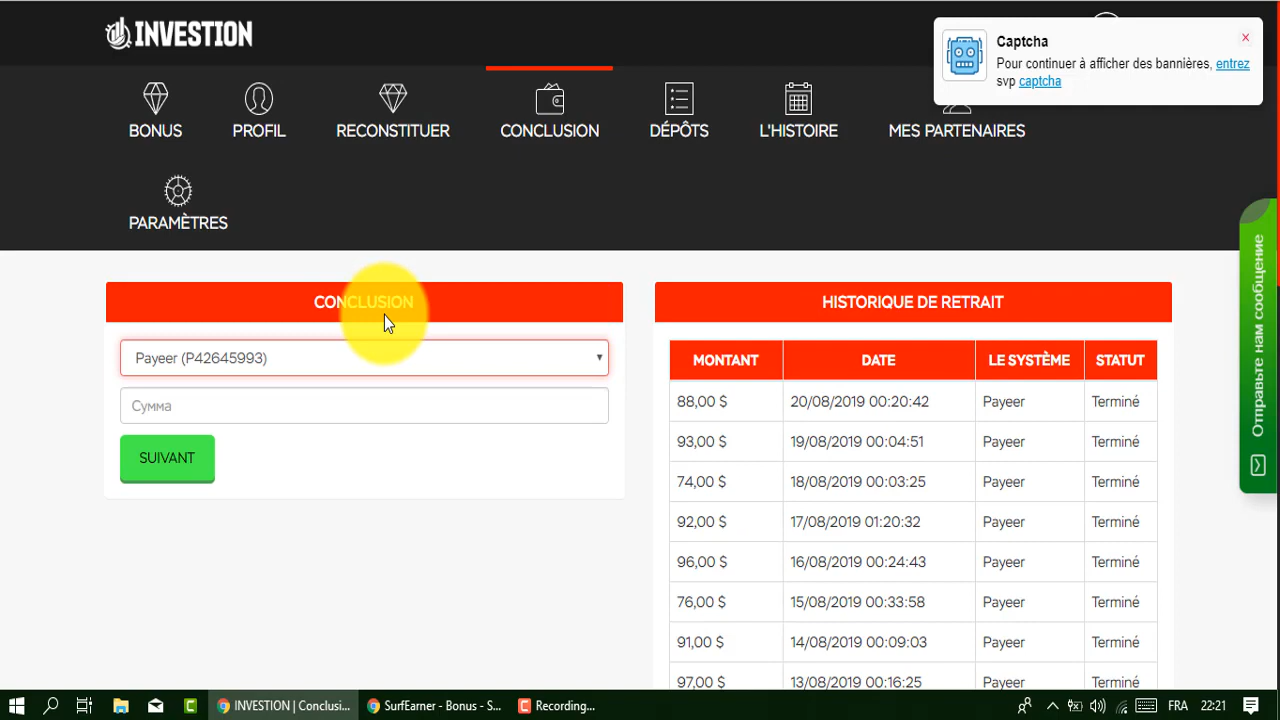 INVESTION
Captcha
Pour continuer à afficher des bannières, entrez
svp captcha
BONUS
PROFIL
RECONSTITUER
CONCLUSION
DÉPÔTS
L'HISTOIRE
MES PARTENAIRES
PARAMÈTRES
CONCLUSION
Payeer (P42645993)
Сумма
SUIVANT
HISTORIQUE DE RETRAIT
MONTANT DATE LE SYSTÈME STATUT
88,00 $ 20/08/2019 00:20:42 Payeer Terminé
93,00 $ 19/08/2019 00:04:51 Payeer Terminé
74,00 $ 18/08/2019 00:03:25 Payeer Terminé
92,00 $ 17/08/2019 01:20:32 Payeer Terminé
96,00 $ 16/08/2019 00:24:43 Payeer Terminé
76,00 $ 15/08/2019 00:33:58 Payeer Terminé
91,00 $ 14/08/2019 00:09:03 Payeer Terminé
97,00 $ 13/08/2019 00:16:25 Payeer Terminé
Отправьте нам сообщение
INVESTION | Conclusi...
SurfEarner - Bonus - S...
Recording...
FRA
22:21